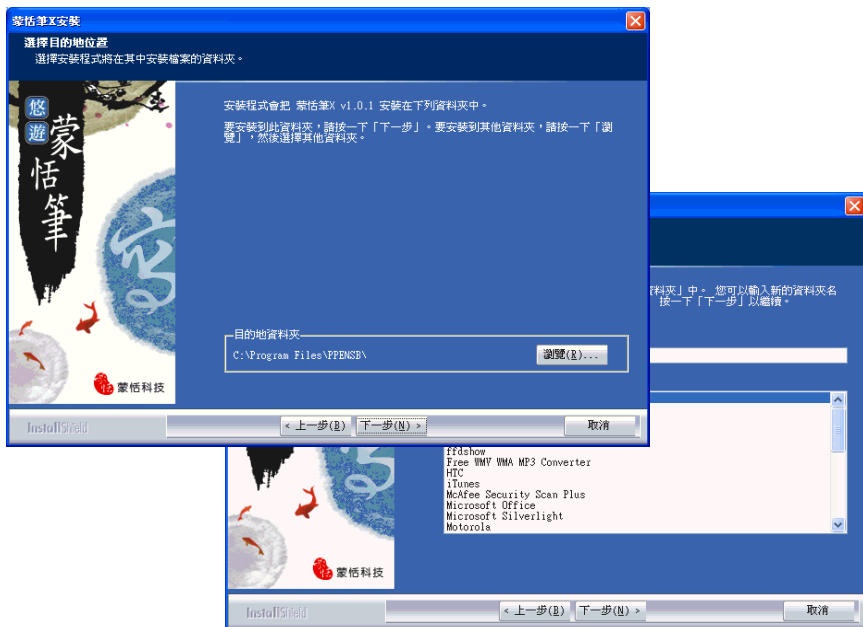 蒙恬筆X安裝
選擇目的地位置
選擇安裝程式將在其中安裝檔案的資料夾。
悠遊
蒙恬筆
安裝程式會把 蒙恬筆X v1.0.1 安裝在下列資料夾中。
要安裝到此資料夾,請按一下「下一步」。要安裝到其他資料夾,請按一下「瀏
覽」,然後選擇其他資料夾。
目的地資料夾
C:\Program Files\PPENSB\
瀏覽(R)...
蒙恬科技
InstallShield
< 上一步(B)
下一步(N) >
取消
資料夾」中。 您可以輸入新的資料夾名
按一下「下一步」以繼續。
ffdshow
Free WMV WMA MP3 Converter
HTC
iTunes
McAfee Security Scan Plus
Microsoft Office
Microsoft Silverlight
Motorola
蒙恬科技
InstallShield
< 上一步(B)
下一步(N) >
取消